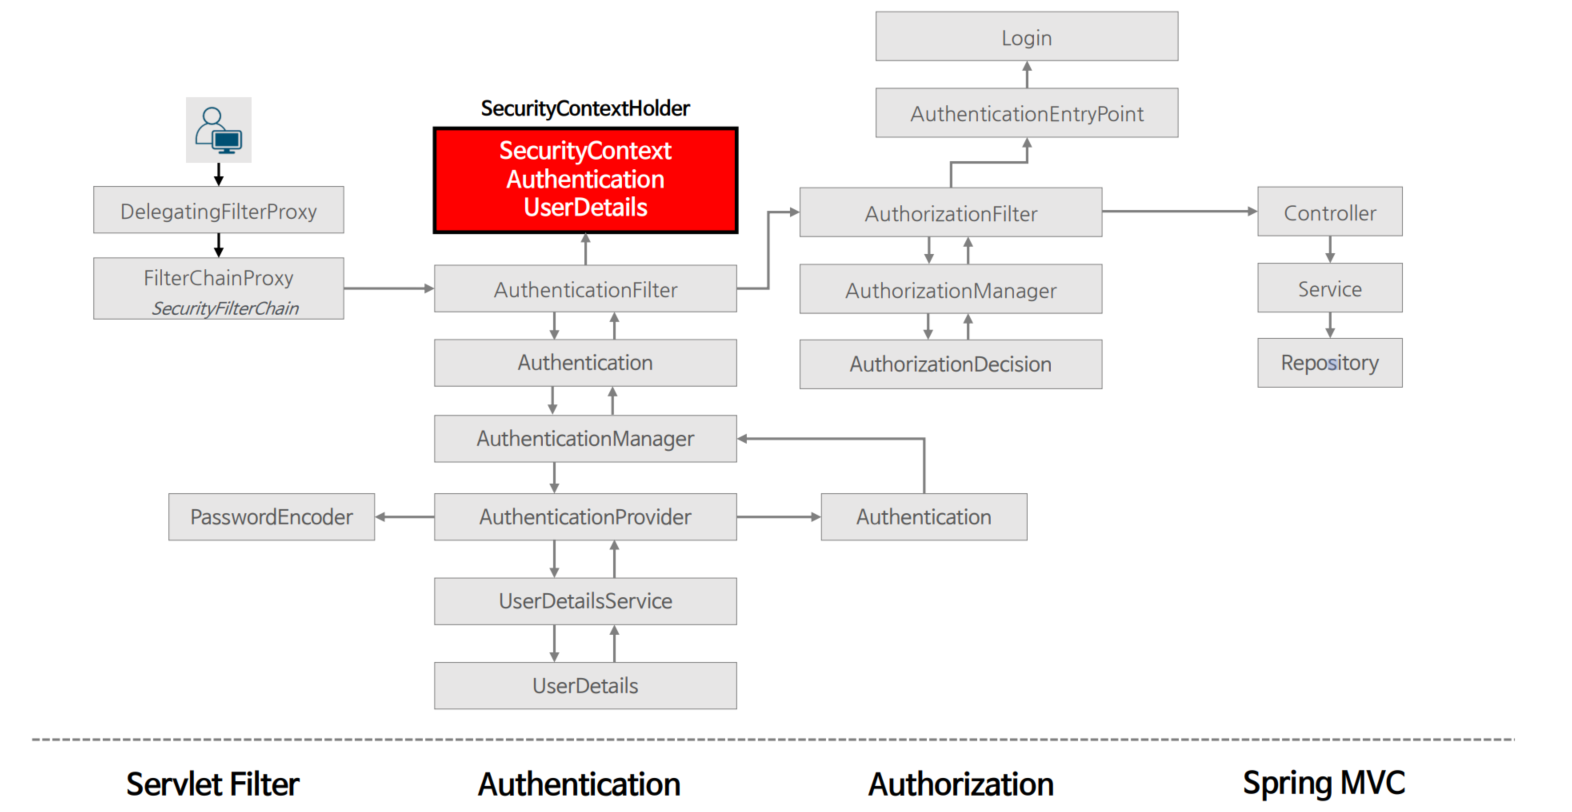 Login
AuthenticationEntryPoint
SecurityContextHolder
SecurityContext
Authentication
UserDetails
DelegatingFilterProxy
AuthorizationFilter
Controller
FilterChainProxy
SecurityFilterChain
AuthenticationFilter
AuthorizationManager
Service
Authentication
AuthorizationDecision
Repository
AuthenticationManager
PasswordEncoder
AuthenticationProvider
Authentication
UserDetailsService
UserDetails
Servlet Filter
Authentication
Authorization
Spring MVC